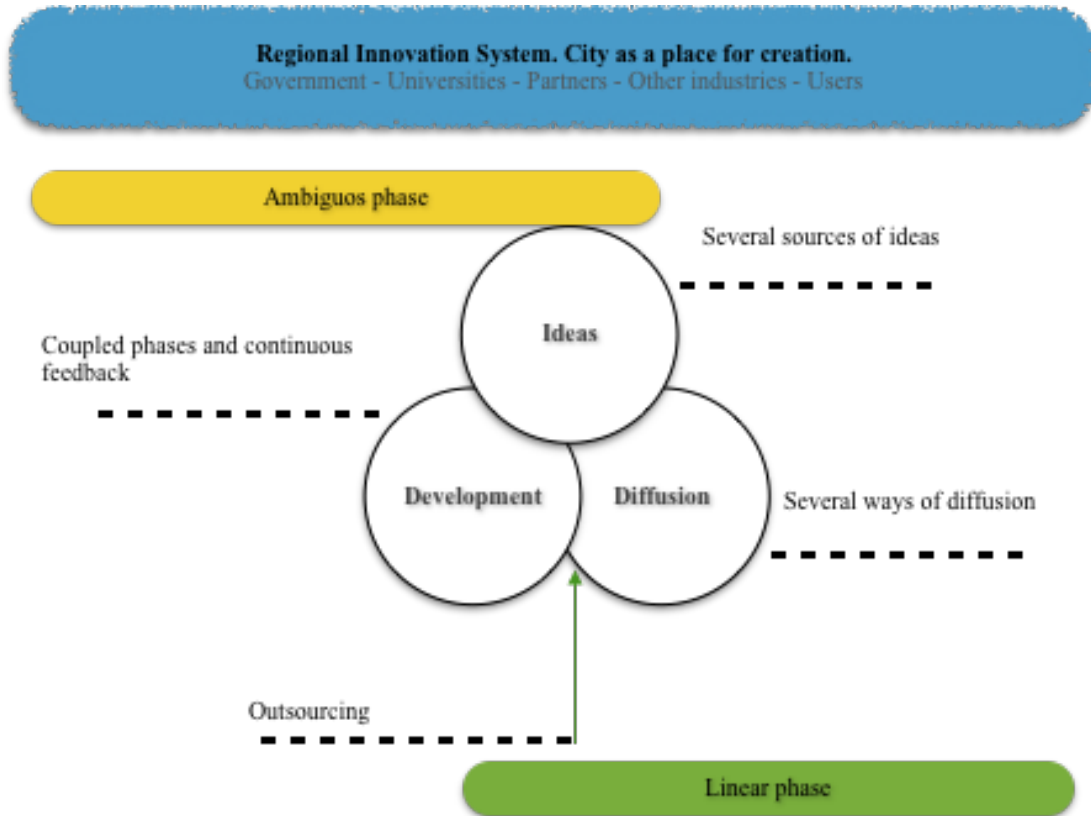 Regional Innovation System. City as a place for creation.
Government - Universities - Partners - Other industries - Users
Ambiguos phase
Several sources of ideas
Ideas
Coupled phases and continuous
feedback
Development
Diffusion
Several ways of diffusion
Outsourcing
Linear phase